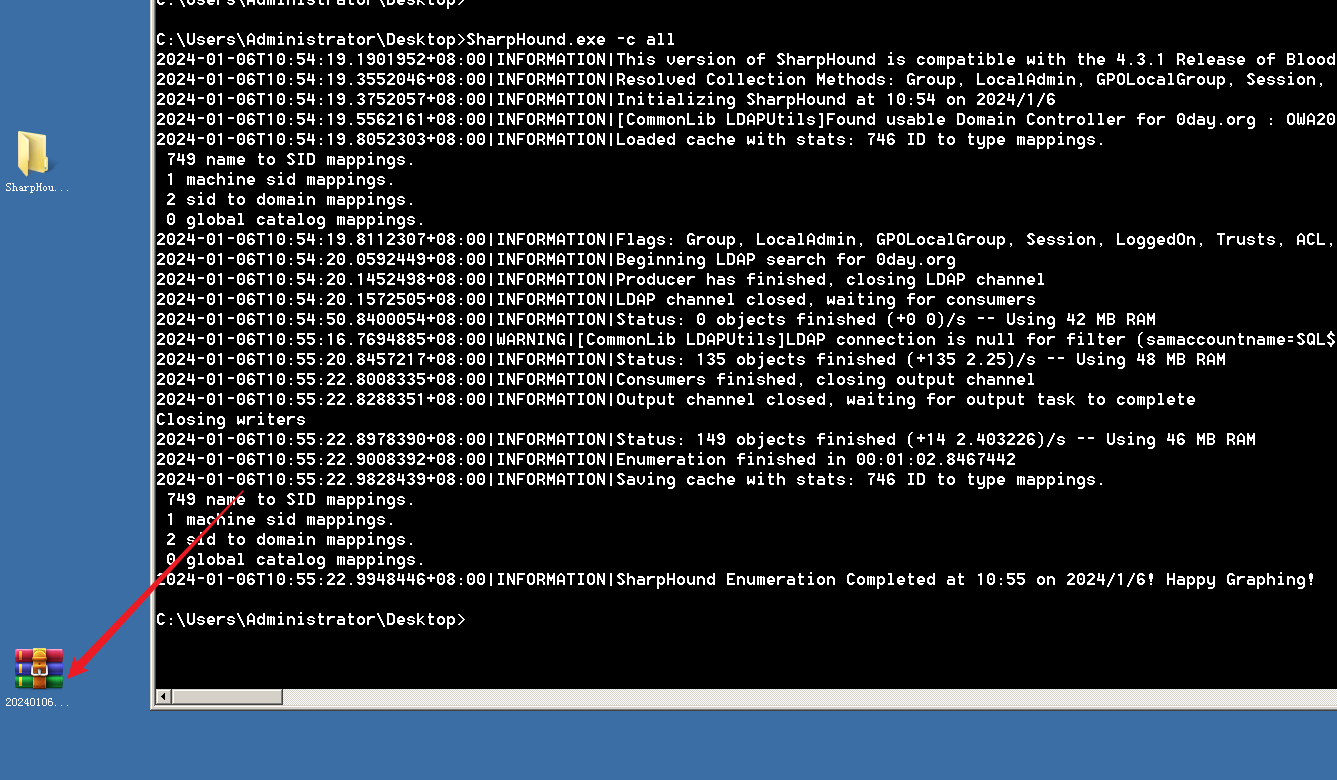 C:\Users\Administrator\Desktop>
C:\Users\Administrator\Desktop>SharpHound.exe -c all
2024-01-06T10:54:19.1901952+08:00|INFORMATION|This version of SharpHound is compatible with the 4.3.1 Release of Blood
2024-01-06T10:54:19.3552046+08:00|INFORMATION|Resolved Collection Methods: Group, LocalAdmin, GPOLocalGroup, Session,
2024-01-06T10:54:19.3752057+08:00|INFORMATION|Initializing SharpHound at 10:54 on 2024/1/6
2024-01-06T10:54:19.5562161+08:00|INFORMATION|[CommonLib LDAPUtils]Found usable Domain Controller for 0day.org : OWA20
2024-01-06T10:54:19.8052303+08:00|INFORMATION|Loaded cache with stats: 746 ID to type mappings.
749 name to SID mappings.
1 machine sid mappings.
2 sid to domain mappings.
0 global catalog mappings.
2024-01-06T10:54:19.8112307+08:00|INFORMATION|Flags: Group, LocalAdmin, GPOLocalGroup, Session, LoggedOn, Trusts, ACL,
2024-01-06T10:54:20.0592449+08:00|INFORMATION|Beginning LDAP search for 0day.org
2024-01-06T10:54:20.1452498+08:00|INFORMATION|Producer has finished, closing LDAP channel
2024-01-06T10:54:20.1572505+08:00|INFORMATION|LDAP channel closed, waiting for consumers
2024-01-06T10:54:50.8400054+08:00|INFORMATION|Status: 0 objects finished (+0 0)/s -- Using 42 MB RAM
2024-01-06T10:55:16.7694885+08:00|WARNING|[CommonLib LDAPUtils]LDAP connection is null for filter (samaccountname=SQL$
2024-01-06T10:55:20.8457217+08:00|INFORMATION|Status: 135 objects finished (+135 2.25)/s -- Using 48 MB RAM
2024-01-06T10:55:22.8008335+08:00|INFORMATION|Consumers finished, closing output channel
2024-01-06T10:55:22.8288351+08:00|INFORMATION|Output channel closed, waiting for output task to complete
Closing writers
2024-01-06T10:55:22.8978390+08:00|INFORMATION|Status: 149 objects finished (+14 2.403226)/s -- Using 46 MB RAM
2024-01-06T10:55:22.9008392+08:00|INFORMATION|Enumeration finished in 00:01:02.8467442
2024-01-06T10:55:22.9828439+08:00|INFORMATION|Saving cache with stats: 746 ID to type mappings.
749 name to SID mappings.
1 machine sid mappings.
2 sid to domain mappings.
0 global catalog mappings.
2024-01-06T10:55:22.9948446+08:00|INFORMATION|SharpHound Enumeration Completed at 10:55 on 2024/1/6! Happy Graphing!
C:\Users\Administrator\Desktop>
SharpHou...
20240106...